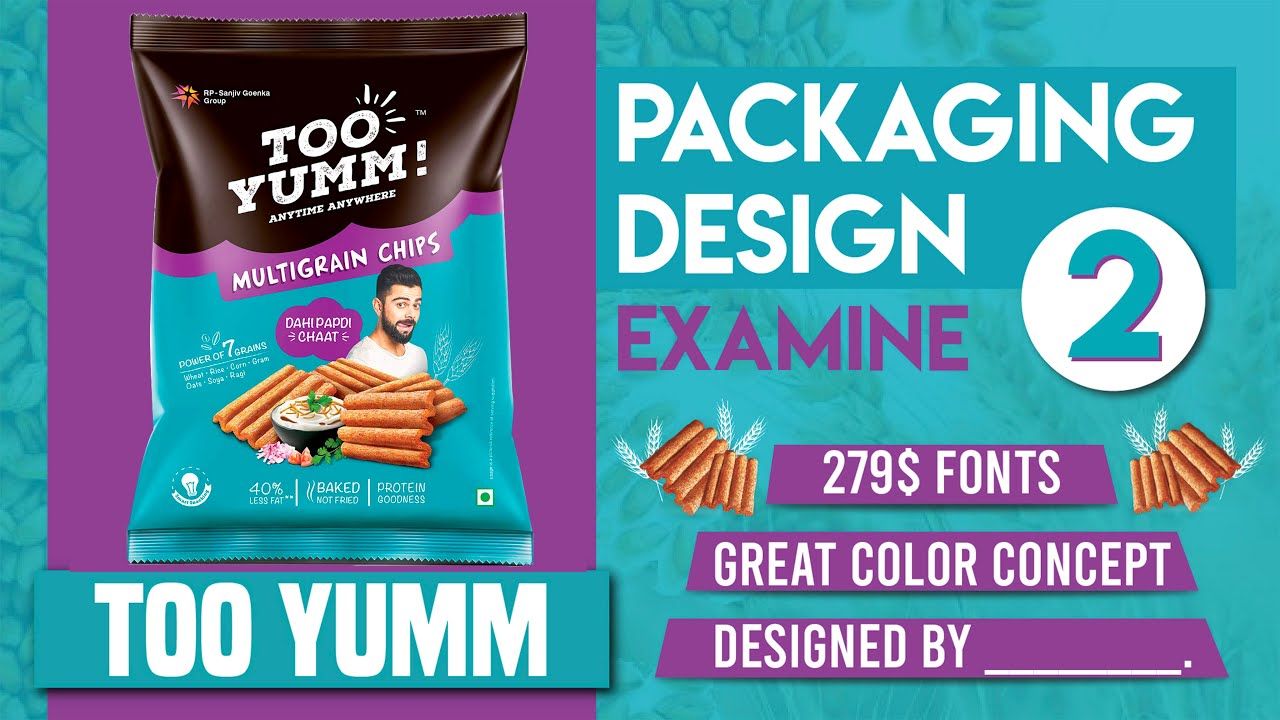 RP-Sanjiv Goenka
Group
TOO
YUMM!
™
ANYTIME ANYWHERE
MULTIGRAIN CHIPS
DAHI PAPDI
CHAAT
POWER OF 7 GRAINS
Wheat • Rice • Corn • Gram
Oats • Soya • Ragi
40%
LESS FAT**
BAKED
NOT FRIED
PROTEIN
GOODNESS
TOO YUMM
PACKAGING
DESIGN
EXAMINE
2
279$ FONTS
GREAT COLOR CONCEPT
DESIGNED BY ________.